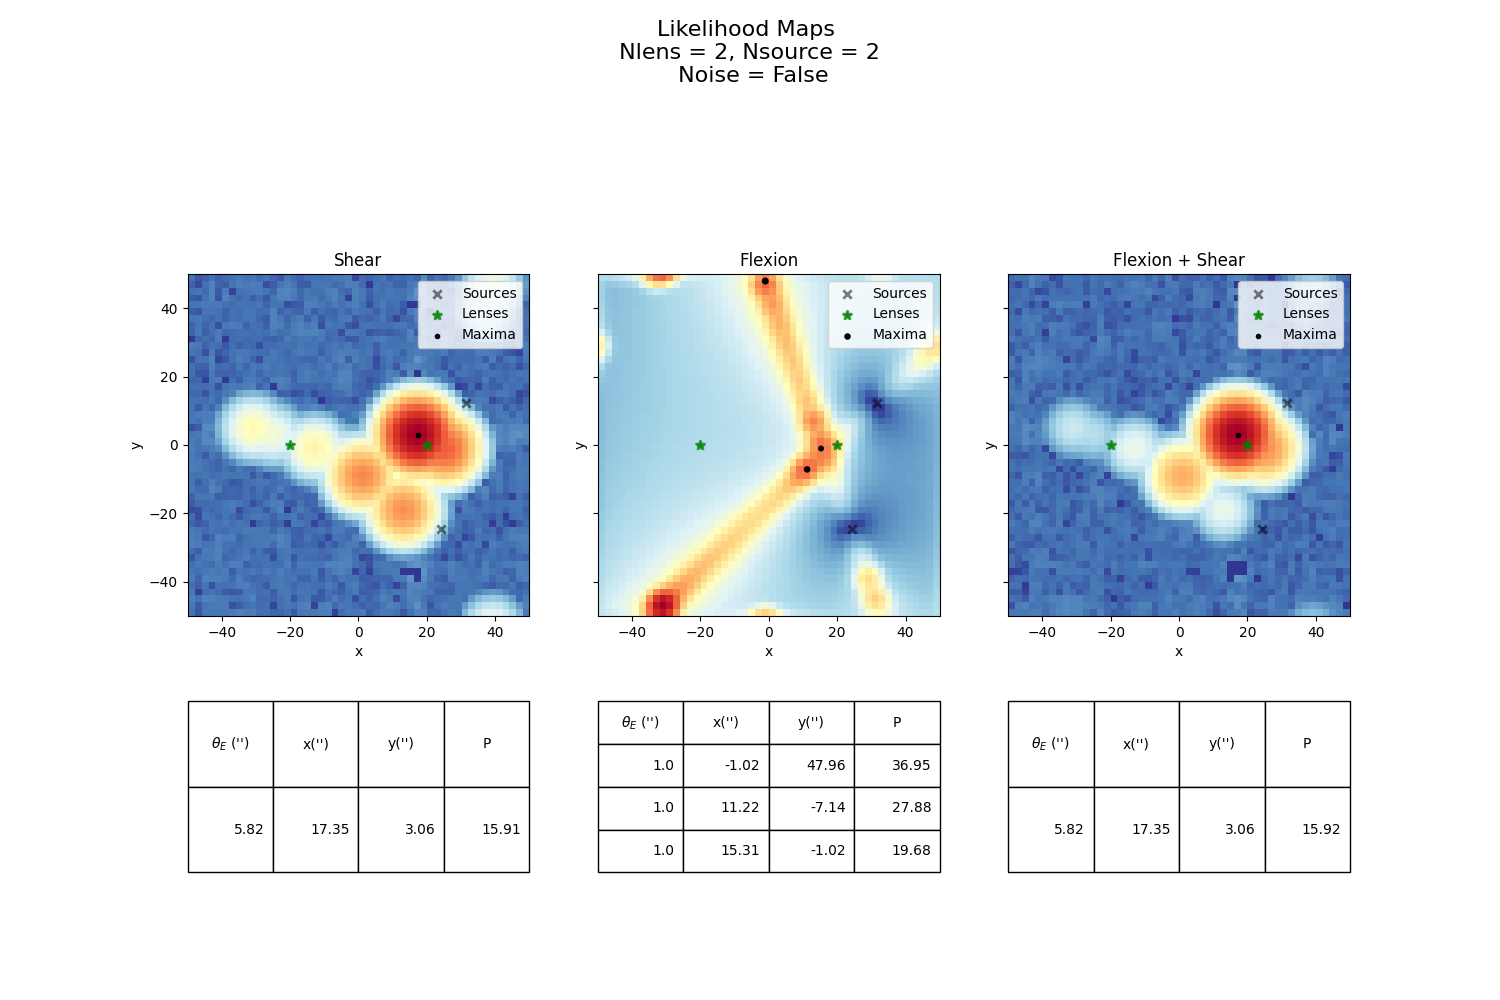 Likelihood Maps
Nlens = 2, Nsource = 2
Noise = False
Shear
Sources
Lenses
Maxima
40
20
0
−20
−40
y
−40 −20 0 20 40
x
Flexion
Sources
Lenses
Maxima
y
−40 −20 0 20 40
x
Flexion + Shear
Sources
Lenses
Maxima
y
−40 −20 0 20 40
x
θE ('') x('') y('') P
5.82 17.35 3.06 15.91
θE ('') x('') y('') P
1.0 -1.02 47.96 36.95
1.0 11.22 -7.14 27.88
1.0 15.31 -1.02 19.68
θE ('') x('') y('') P
5.82 17.35 3.06 15.92